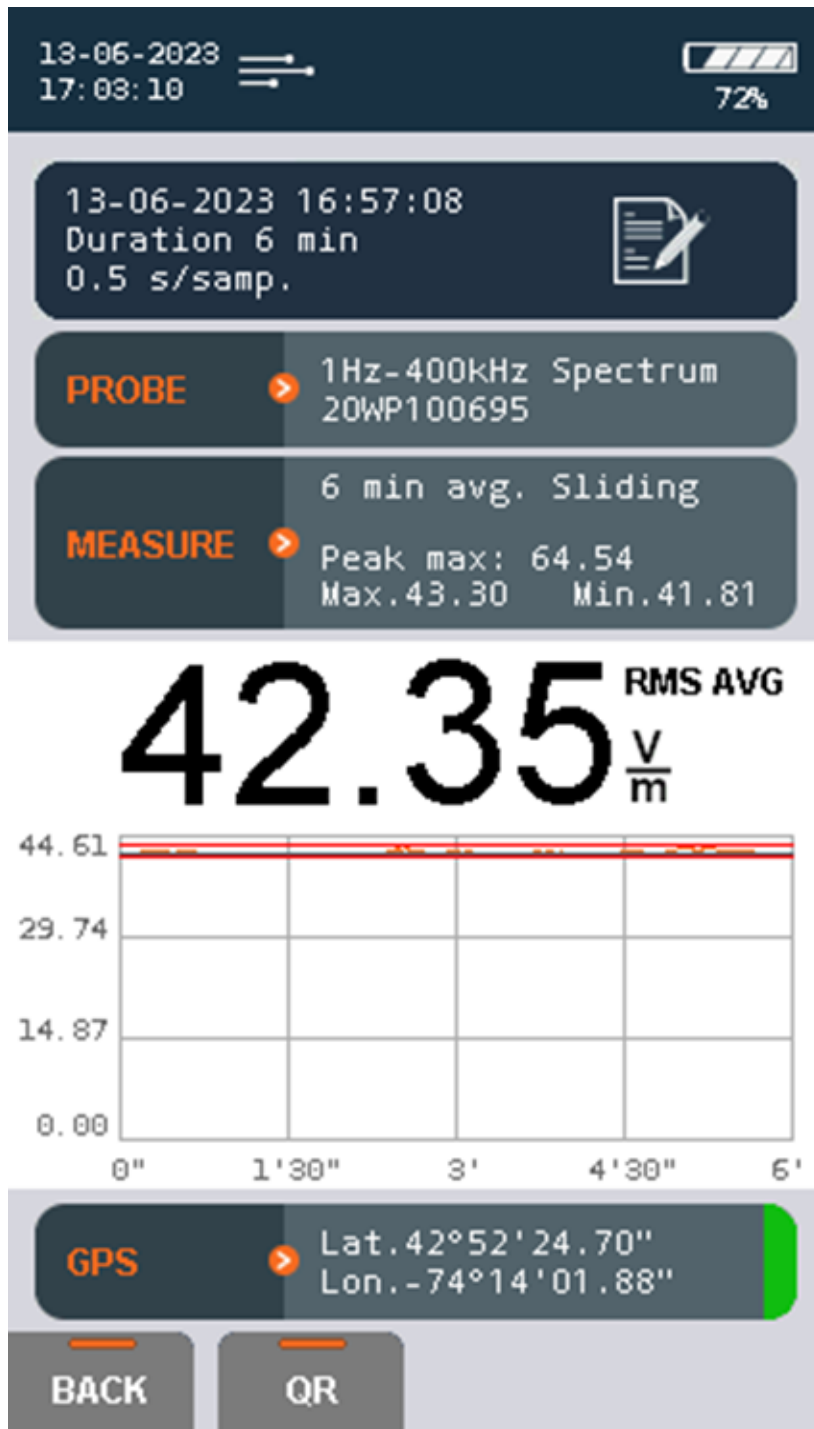 13-06-2023
17:03:10
72%
13-06-2023 16:57:08
Duration 6 min
0.5 s/samp.
PROBE
1Hz-400kHz Spectrum
20WP100695
MEASURE
6 min avg. Sliding
Peak max: 64.54
Max.43.30 Min.41.81
42.35 RMS AVG
V/m
44.61
29.74
14.87
0.00
0" 1'30" 3' 4'30" 6'
GPS
Lat.42°52'24.70"
Lon.-74°14'01.88"
BACK QR